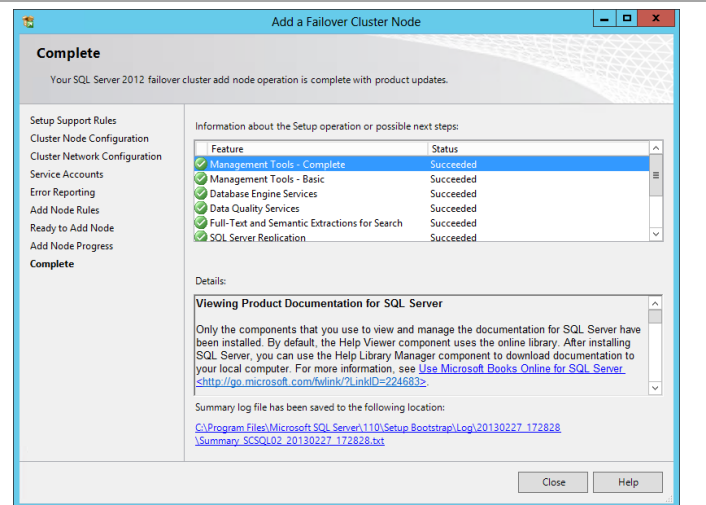 Add a Failover Cluster Node
Complete
Your SQL Server 2012 failover cluster add node operation is complete with product updates.
Setup Support Rules
Cluster Node Configuration
Cluster Network Configuration
Service Accounts
Error Reporting
Add Node Rules
Ready to Add Node
Add Node Progress
Complete
Information about the Setup operation or possible next steps:
Feature Status
Management Tools - Complete Succeeded
Management Tools - Basic Succeeded
Database Engine Services Succeeded
Data Quality Services Succeeded
Full-Text and Semantic Extractions for Search Succeeded
SQL Server Replication Succeeded
Details:
Viewing Product Documentation for SQL Server
Only the components that you use to view and manage the documentation for SQL Server have
been installed. By default, the Help Viewer component uses the online library. After installing
SQL Server, you can use the Help Library Manager component to download documentation to
your local computer. For more information, see Use Microsoft Books Online for SQL Server
<http://go.microsoft.com/fwlink/?LinkID=224683>.
Summary log file has been saved to the following location:
C:\Program Files\Microsoft SQL Server\110\Setup Bootstrap\Log\20130227_172828
\Summary_SCSQL02_20130227_172828.txt
Close Help